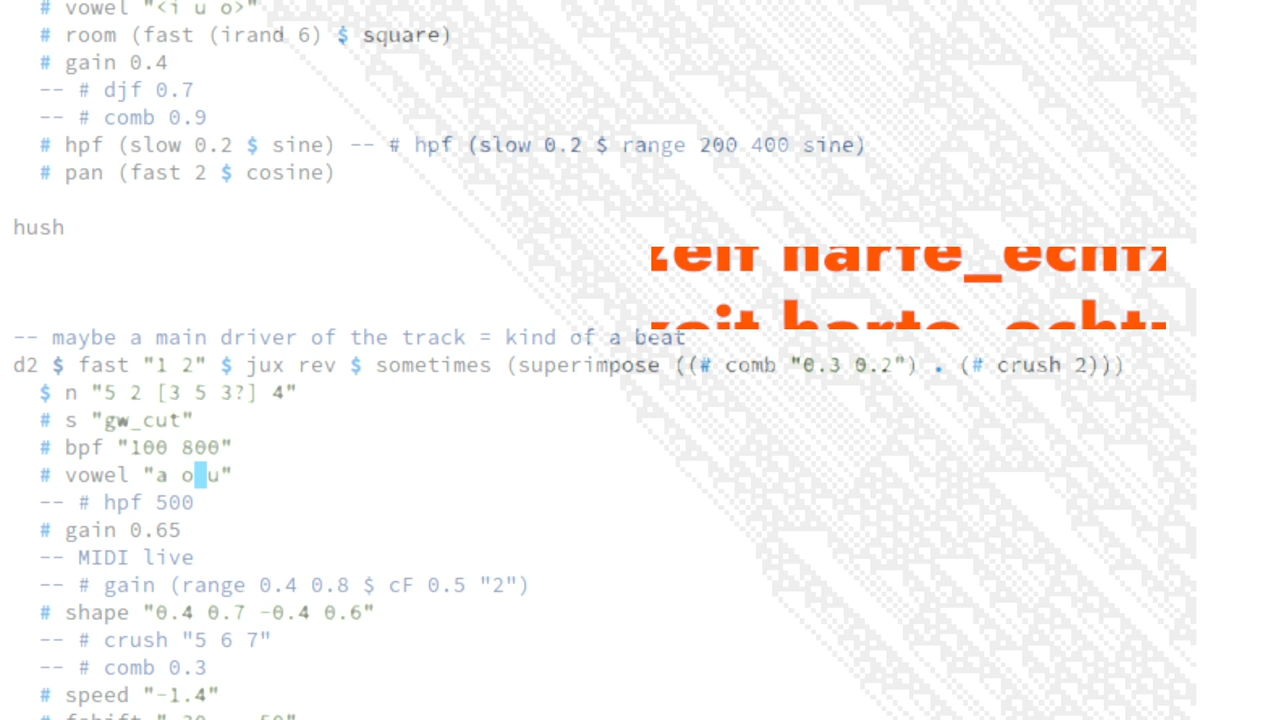 # vowel "<i u o>"
# room (fast (irand 6) $ square)
# gain 0.4
-- # djf 0.7
-- # comb 0.9
# hpf (slow 0.2 $ sine) -- # hpf (slow 0.2 $ range 200 400 sine)
# pan (fast 2 $ cosine)
hush
zeit harte_echtz
zeit harte_echtz
-- maybe a main driver of the track = kind of a beat
d2 $ fast "1 2" $ jux rev $ sometimes (superimpose ((# comb "0.3 0.2") . (# crush 2)))
$ n "5 2 [3 5 3?] 4"
# s "gw_cut"
# bpf "100 800"
# vowel "a o u"
-- # hpf 500
# gain 0.65
-- MIDI live
-- # gain (range 0.4 0.8 $ cF 0.5 "2")
# shape "0.4 0.7 -0.4 0.6"
-- # crush "5 6 7"
-- # comb 0.3
# speed "-1.4"